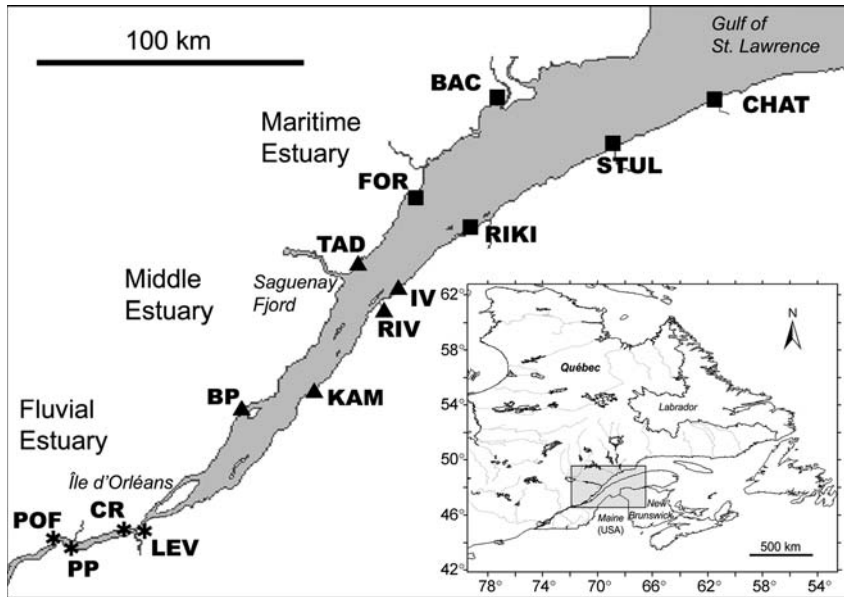 100 km
Gulf of
St. Lawrence
BAC
CHAT
Maritime
Estuary
STUL
FOR
RIKI
TAD
Saguenay
Fjord
Middle
Estuary
IV
RIV
BP
KAM
Fluvial
Estuary
Île d'Orléans
CR
POF
LEV
PP
62°
58°
54°
50°
46°
42°
N
Québec
Labrador
New
Brunswick
Maine
(USA)
500 km
78°
74°
70°
66°
62°
58°
54°